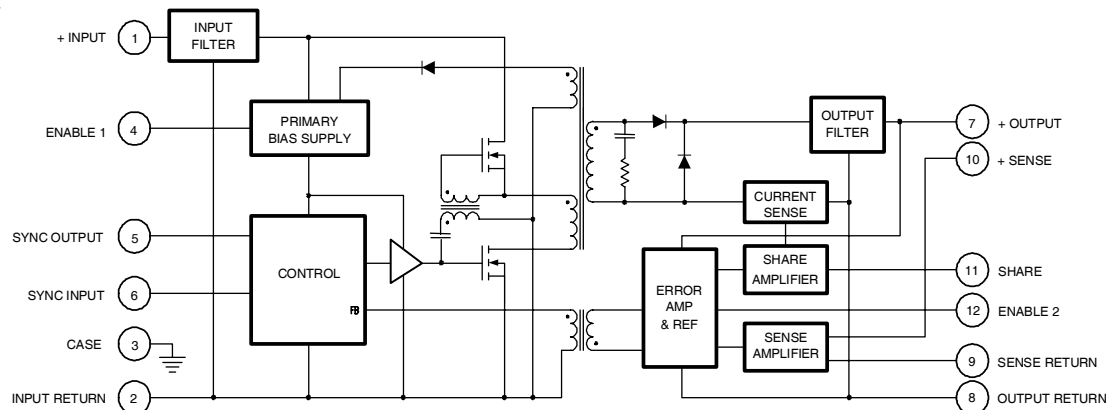 + INPUT
1
INPUT
FILTER
ENABLE 1
4
PRIMARY
BIAS SUPPLY
SYNC OUTPUT
5
SYNC INPUT
6
CONTROL
FB
CASE
3
INPUT RETURN
2
OUTPUT
FILTER
7
+ OUTPUT
10
+ SENSE
CURRENT
SENSE
SHARE
AMPLIFIER
11
SHARE
ERROR
AMP
& REF
12
ENABLE 2
SENSE
AMPLIFIER
9
SENSE RETURN
8
OUTPUT RETURN